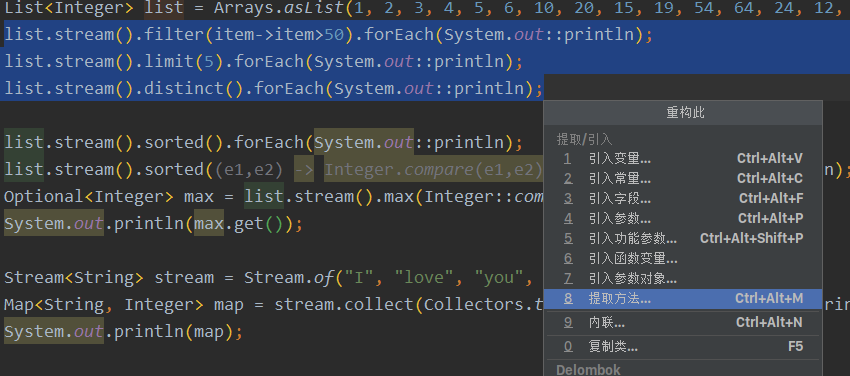 List<Integer> list = Arrays.asList(1, 2, 3, 4, 5, 6, 10, 20, 15, 19, 54, 64, 24, 12,
list.stream().filter(item->item>50).forEach(System.out::println);
list.stream().limit(5).forEach(System.out::println);
list.stream().distinct().forEach(System.out::println);
list.stream().sorted().forEach(System.out::println);
list.stream().sorted((e1,e2) -> Integer.compare(e1,e2) n);
Optional<Integer> max = list.stream().max(Integer::com
System.out.println(max.get());
Stream<String> stream = Stream.of("I", "love", "you",
Map<String, Integer> map = stream.collect(Collectors.t rin
System.out.println(map);
重构此
提取/引入
1 引入变量... Ctrl+Alt+V
2 引入常量... Ctrl+Alt+C
3 引入字段... Ctrl+Alt+F
4 引入参数... Ctrl+Alt+P
5 引入功能参数... Ctrl+Alt+Shift+P
6 引入函数变量...
7 引入参数对象...
8 提取方法... Ctrl+Alt+M
9 内联... Ctrl+Alt+N
0 复制类... F5
Delombok